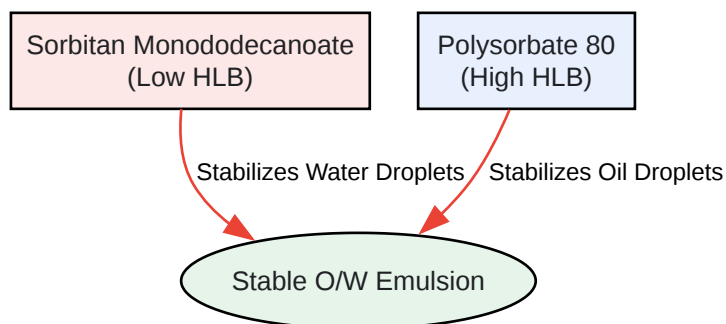 Sorbitan Monododecanoate
(Low HLB)
Polysorbate 80
(High HLB)
Stabilizes Water Droplets
Stabilizes Oil Droplets
Stable O/W Emulsion